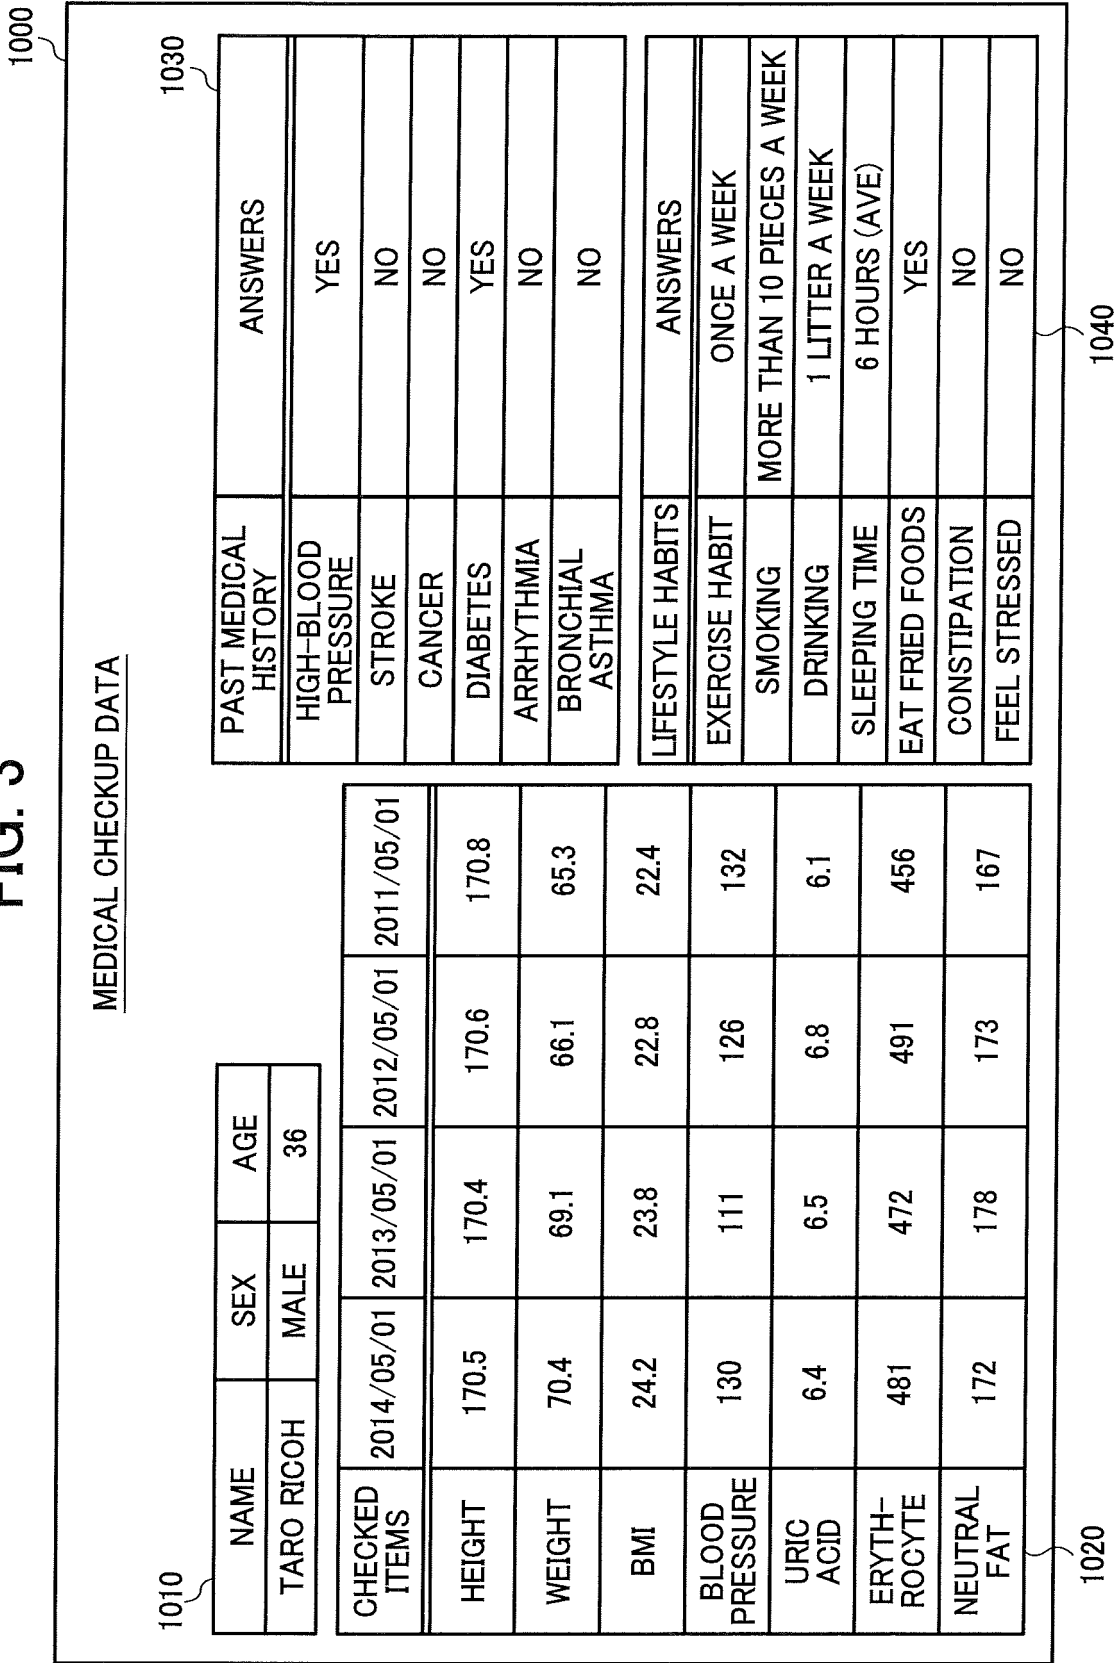 FIG. 3
1000
MEDICAL CHECKUP DATA
1010
NAME SEX AGE
TARO RICOH MALE 36
CHECKED ITEMS 2014/05/01 2013/05/01 2012/05/01 2011/05/01
HEIGHT 170.5 170.4 170.6 170.8
WEIGHT 70.4 69.1 66.1 65.3
BMI 24.2 23.8 22.8 22.4
BLOOD PRESSURE 130 111 126 132
URIC ACID 6.4 6.5 6.8 6.1
ERYTH-ROCYTE 481 472 491 456
NEUTRAL FAT 172 178 173 167
1020
1030
PAST MEDICAL HISTORY ANSWERS
HIGH-BLOOD PRESSURE YES
STROKE NO
CANCER NO
DIABETES YES
ARRHYTHMIA NO
BRONCHIAL ASTHMA NO
LIFESTYLE HABITS ANSWERS
EXERCISE HABIT ONCE A WEEK
SMOKING MORE THAN 10 PIECES A WEEK
DRINKING 1 LITTER A WEEK
SLEEPING TIME 6 HOURS (AVE)
EAT FRIED FOODS YES
CONSTIPATION NO
FEEL STRESSED NO
1040